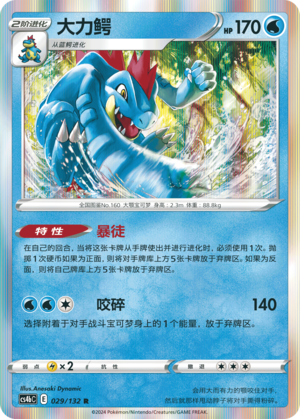 2阶进化
大力鳄
HP 170
从蓝鳄进化
全国图鉴No.160 大颚宝可梦 身高：2.3m 体重：88.8kg
特性 暴徒
在自己的回合，当将这张卡牌从手牌使出并进行进化时，必须使用1次。抛
掷1次硬币如果为正面，则将对手牌库上方5张卡牌放于弃牌区。如果为反
面，则将自己牌库上方5张卡牌放于弃牌区。
咬碎 140
选择附着于对手战斗宝可梦身上的1个能量，放于弃牌区。
弱点 ×2 抗性 撤退
Illus. Anesaki Dynamic
CS4bC E 029/132 R
©2024 Pokémon/Nintendo/Creatures/GAME FREAK.